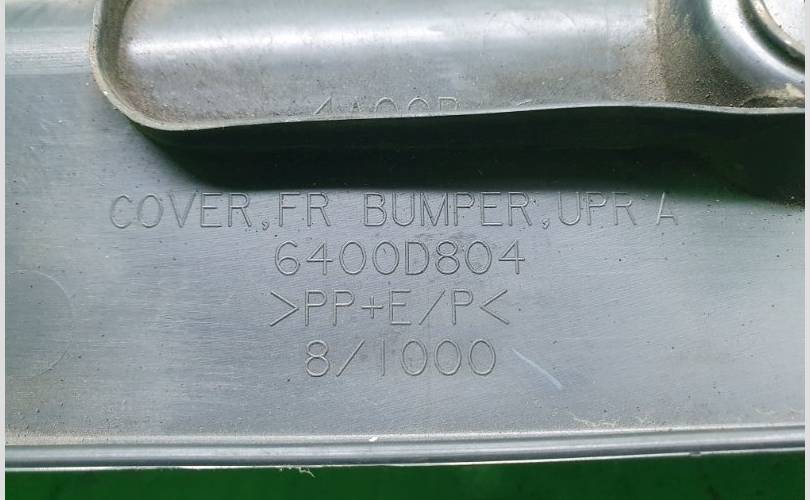 COVER,FR BUMPER,UPR A
6400D804
>PP+E/P<
8/1000